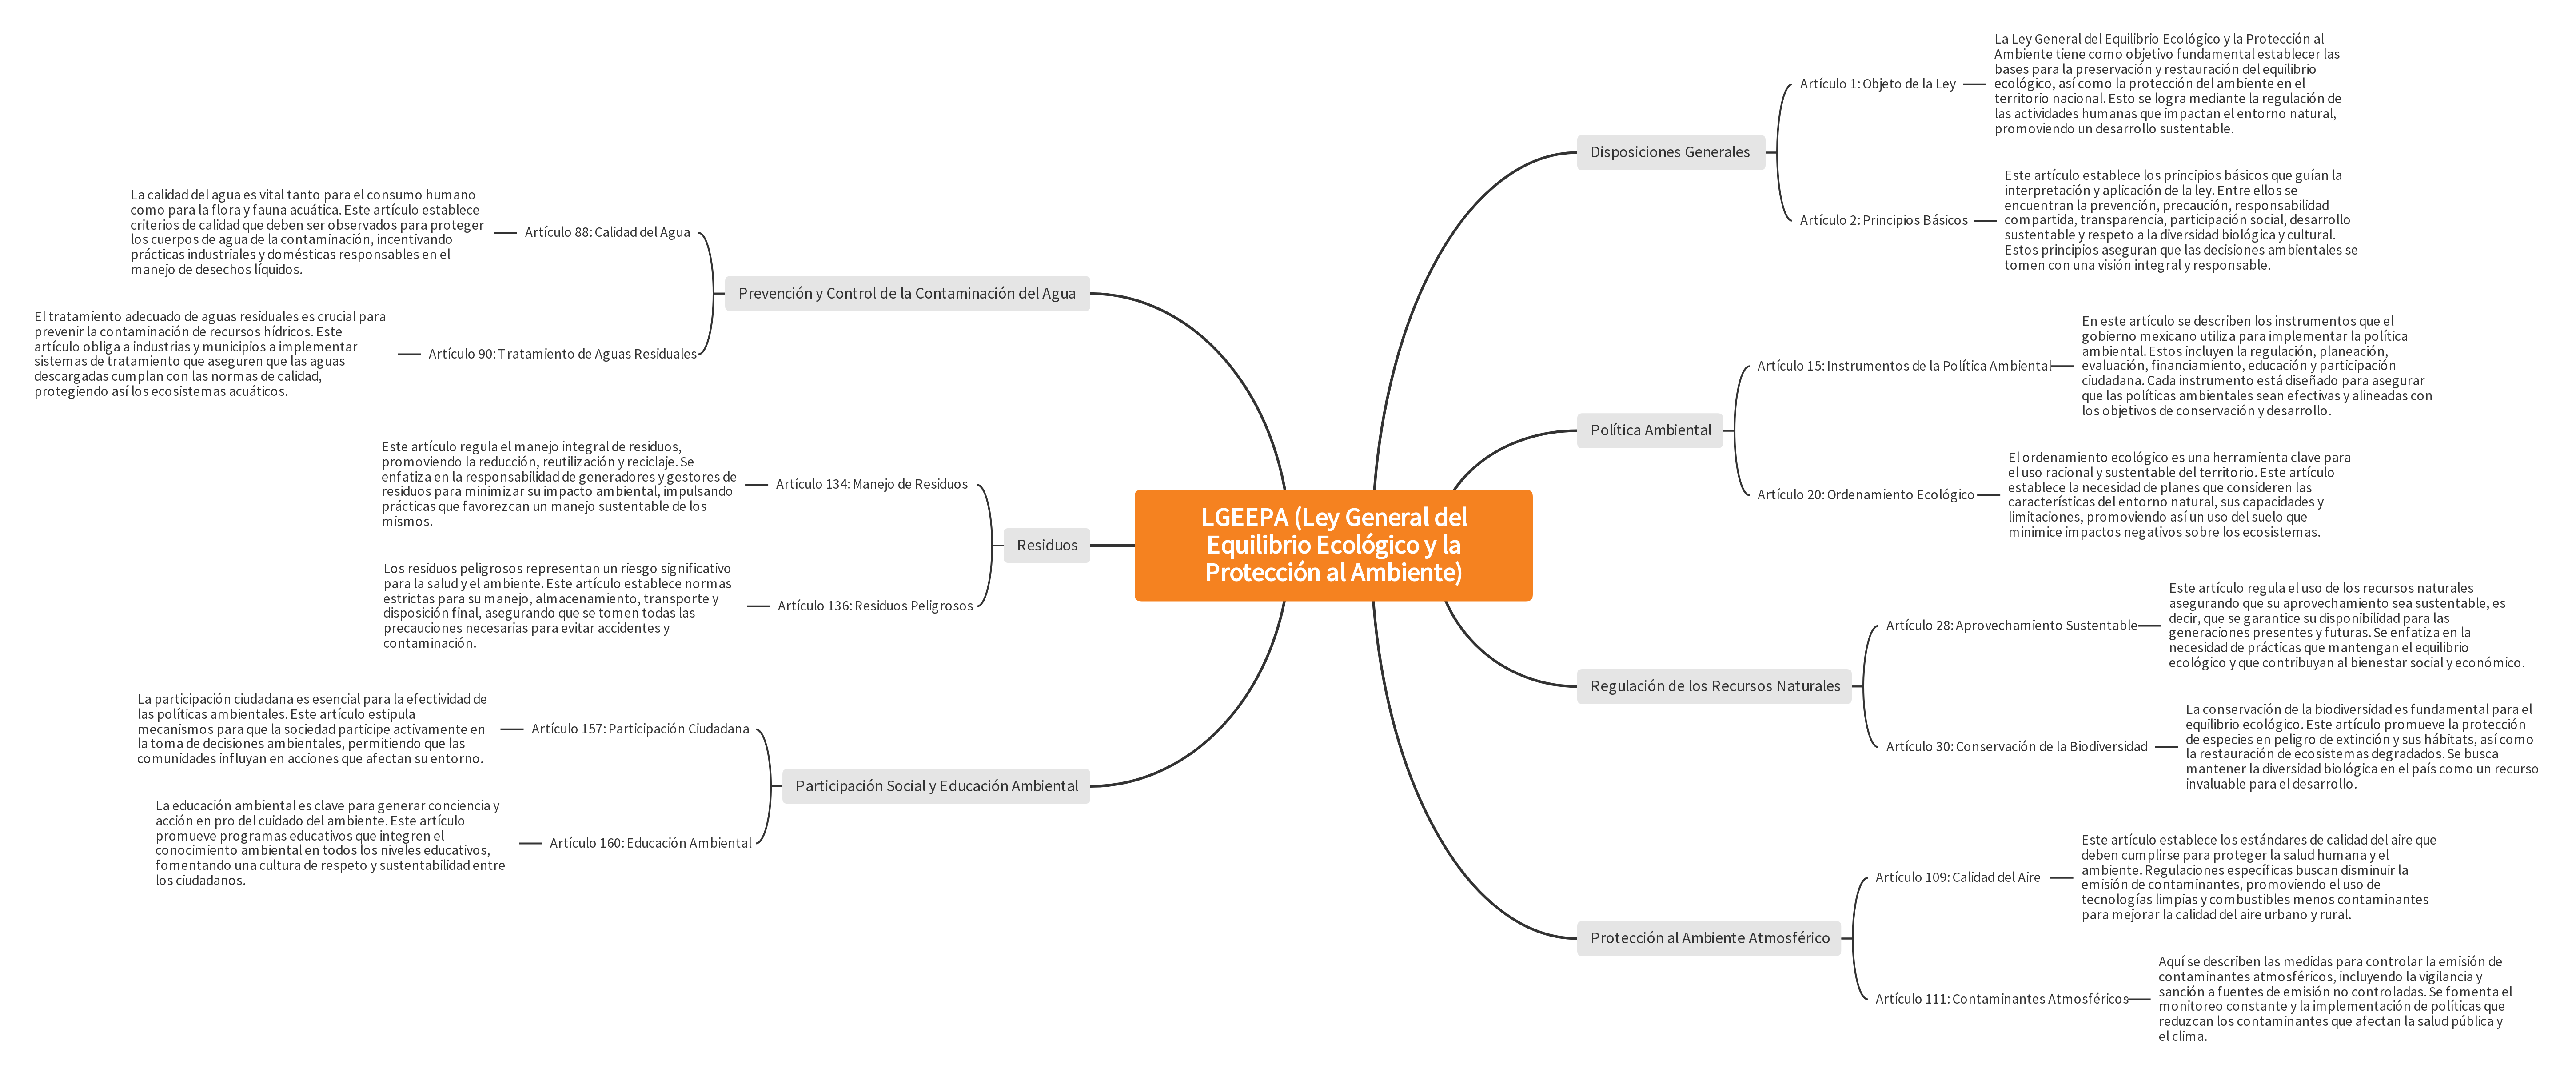 LGEEPA (Ley General del
Equilibrio Ecológico y la
Protección al Ambiente)
Disposiciones Generales
Artículo 1: Objeto de la Ley
La Ley General del Equilibrio Ecológico y la Protección al
Ambiente tiene como objetivo fundamental establecer las
bases para la preservación y restauración del equilibrio
ecológico, así como la protección del ambiente en el
territorio nacional. Esto se logra mediante la regulación de
las actividades humanas que impactan el entorno natural,
promoviendo un desarrollo sustentable.
Artículo 2: Principios Básicos
Este artículo establece los principios básicos que guían la
interpretación y aplicación de la ley. Entre ellos se
encuentran la prevención, precaución, responsabilidad
compartida, transparencia, participación social, desarrollo
sustentable y respeto a la diversidad biológica y cultural.
Estos principios aseguran que las decisiones ambientales se
tomen con una visión integral y responsable.
Política Ambiental
Artículo 15: Instrumentos de la Política Ambiental
En este artículo se describen los instrumentos que el
gobierno mexicano utiliza para implementar la política
ambiental. Estos incluyen la regulación, planeación,
evaluación, financiamiento, educación y participación
ciudadana. Cada instrumento está diseñado para asegurar
que las políticas ambientales sean efectivas y alineadas con
los objetivos de conservación y desarrollo.
Artículo 20: Ordenamiento Ecológico
El ordenamiento ecológico es una herramienta clave para
el uso racional y sustentable del territorio. Este artículo
establece la necesidad de planes que consideren las
características del entorno natural, sus capacidades y
limitaciones, promoviendo así un uso del suelo que
minimice impactos negativos sobre los ecosistemas.
Regulación de los Recursos Naturales
Artículo 28: Aprovechamiento Sustentable
Este artículo regula el uso de los recursos naturales
asegurando que su aprovechamiento sea sustentable, es
decir, que se garantice su disponibilidad para las
generaciones presentes y futuras. Se enfatiza en la
necesidad de prácticas que mantengan el equilibrio
ecológico y que contribuyan al bienestar social y económico.
Artículo 30: Conservación de la Biodiversidad
La conservación de la biodiversidad es fundamental para el
equilibrio ecológico. Este artículo promueve la protección
de especies en peligro de extinción y sus hábitats, así como
la restauración de ecosistemas degradados. Se busca
mantener la diversidad biológica en el país como un recurso
invaluable para el desarrollo.
Protección al Ambiente Atmosférico
Artículo 109: Calidad del Aire
Este artículo establece los estándares de calidad del aire que
deben cumplirse para proteger la salud humana y el
ambiente. Regulaciones específicas buscan disminuir la
emisión de contaminantes, promoviendo el uso de
tecnologías limpias y combustibles menos contaminantes
para mejorar la calidad del aire urbano y rural.
Artículo 111: Contaminantes Atmosféricos
Aquí se describen las medidas para controlar la emisión de
contaminantes atmosféricos, incluyendo la vigilancia y
sanción a fuentes de emisión no controladas. Se fomenta el
monitoreo constante y la implementación de políticas que
reduzcan los contaminantes que afectan la salud pública y
el clima.
Prevención y Control de la Contaminación del Agua
Artículo 88: Calidad del Agua
La calidad del agua es vital tanto para el consumo humano
como para la flora y fauna acuática. Este artículo establece
criterios de calidad que deben ser observados para proteger
los cuerpos de agua de la contaminación, incentivando
prácticas industriales y domésticas responsables en el
manejo de desechos líquidos.
Artículo 90: Tratamiento de Aguas Residuales
El tratamiento adecuado de aguas residuales es crucial para
prevenir la contaminación de recursos hídricos. Este
artículo obliga a industrias y municipios a implementar
sistemas de tratamiento que aseguren que las aguas
descargadas cumplan con las normas de calidad,
protegiendo así los ecosistemas acuáticos.
Residuos
Artículo 134: Manejo de Residuos
Este artículo regula el manejo integral de residuos,
promoviendo la reducción, reutilización y reciclaje. Se
enfatiza en la responsabilidad de generadores y gestores de
residuos para minimizar su impacto ambiental, impulsando
prácticas que favorezcan un manejo sustentable de los
mismos.
Artículo 136: Residuos Peligrosos
Los residuos peligrosos representan un riesgo significativo
para la salud y el ambiente. Este artículo establece normas
estrictas para su manejo, almacenamiento, transporte y
disposición final, asegurando que se tomen todas las
precauciones necesarias para evitar accidentes y
contaminación.
Participación Social y Educación Ambiental
Artículo 157: Participación Ciudadana
La participación ciudadana es esencial para la efectividad de
las políticas ambientales. Este artículo estipula
mecanismos para que la sociedad participe activamente en
la toma de decisiones ambientales, permitiendo que las
comunidades influyan en acciones que afectan su entorno.
Artículo 160: Educación Ambiental
La educación ambiental es clave para generar conciencia y
acción en pro del cuidado del ambiente. Este artículo
promueve programas educativos que integren el
conocimiento ambiental en todos los niveles educativos,
fomentando una cultura de respeto y sustentabilidad entre
los ciudadanos.